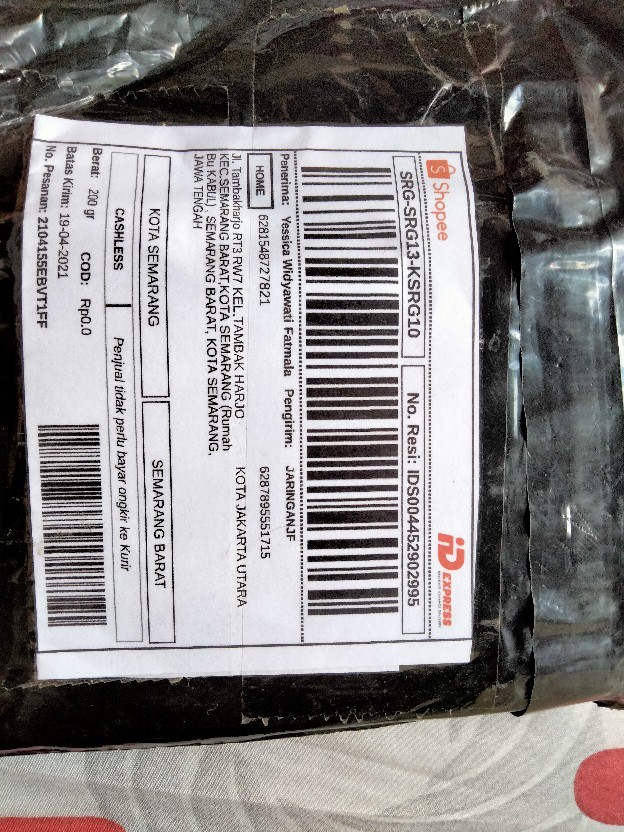 Shopee
iD EXPRESS
SRG-SRG13-KSRG10
No. Resi: IDS004452902995
Penerima: Yessica Widyawati Fatmala
Pengirim: JARINGANJF
HOME
6281548727821
6287895551715
Jl. Tambakharjo RT3 RW7 KEL. TAMBAK HARJO
KEC.SEMARANG BARAT,KOTA SEMARANG (Rumah
Bu KABUL) , SEMARANG BARAT, KOTA SEMARANG,
JAWA TENGAH
KOTA JAKARTA UTARA
KOTA SEMARANG
SEMARANG BARAT
CASHLESS
Penjual tidak perlu bayar ongkir ke Kurir
Berat: 200 gr
COD: Rp0.0
Batas Kirim: 19-04-2021
No. Pesanan: 2104155EBVT1FF